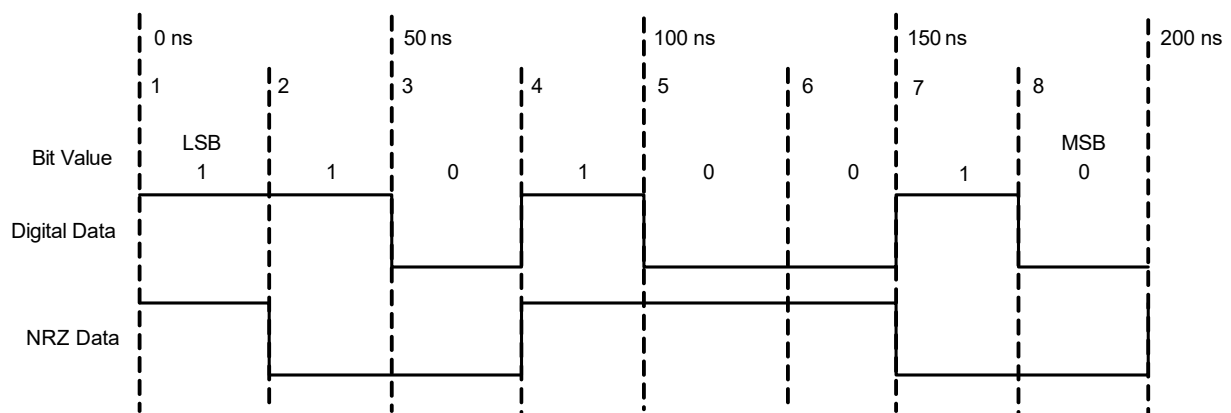 0 ns 50 ns 100 ns 150 ns 200 ns
1 2 3 4 5 6 7 8
LSB MSB
Bit Value 1 1 0 1 0 0 1 0
Digital Data
NRZ Data